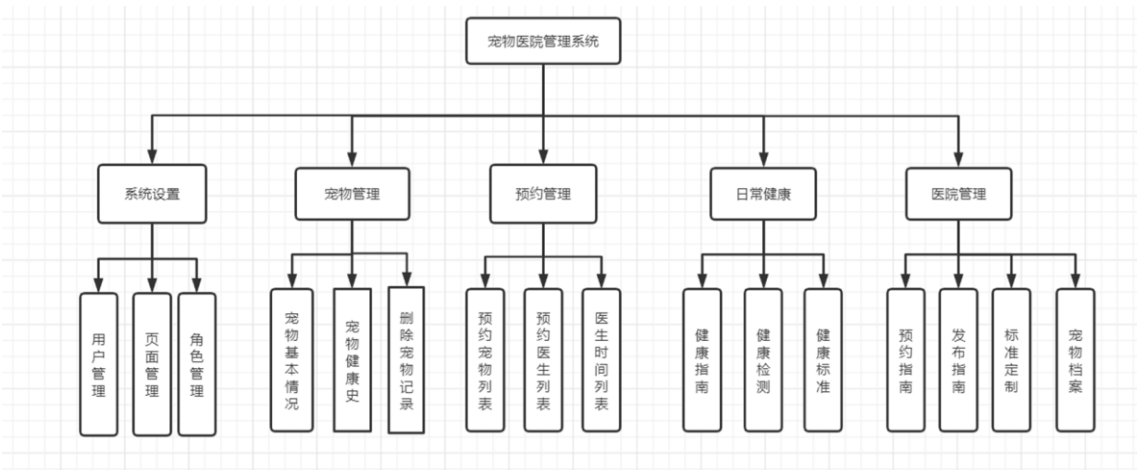 宠物医院管理系统
系统设置
宠物管理
预约管理
日常健康
医院管理
用户管理
页面管理
角色管理
宠物基本情况
宠物健康史
删除宠物记录
预约宠物列表
预约医生列表
医生时间列表
健康指南
健康检测
健康标准
预约指南
发布指南
标准定制
宠物档案